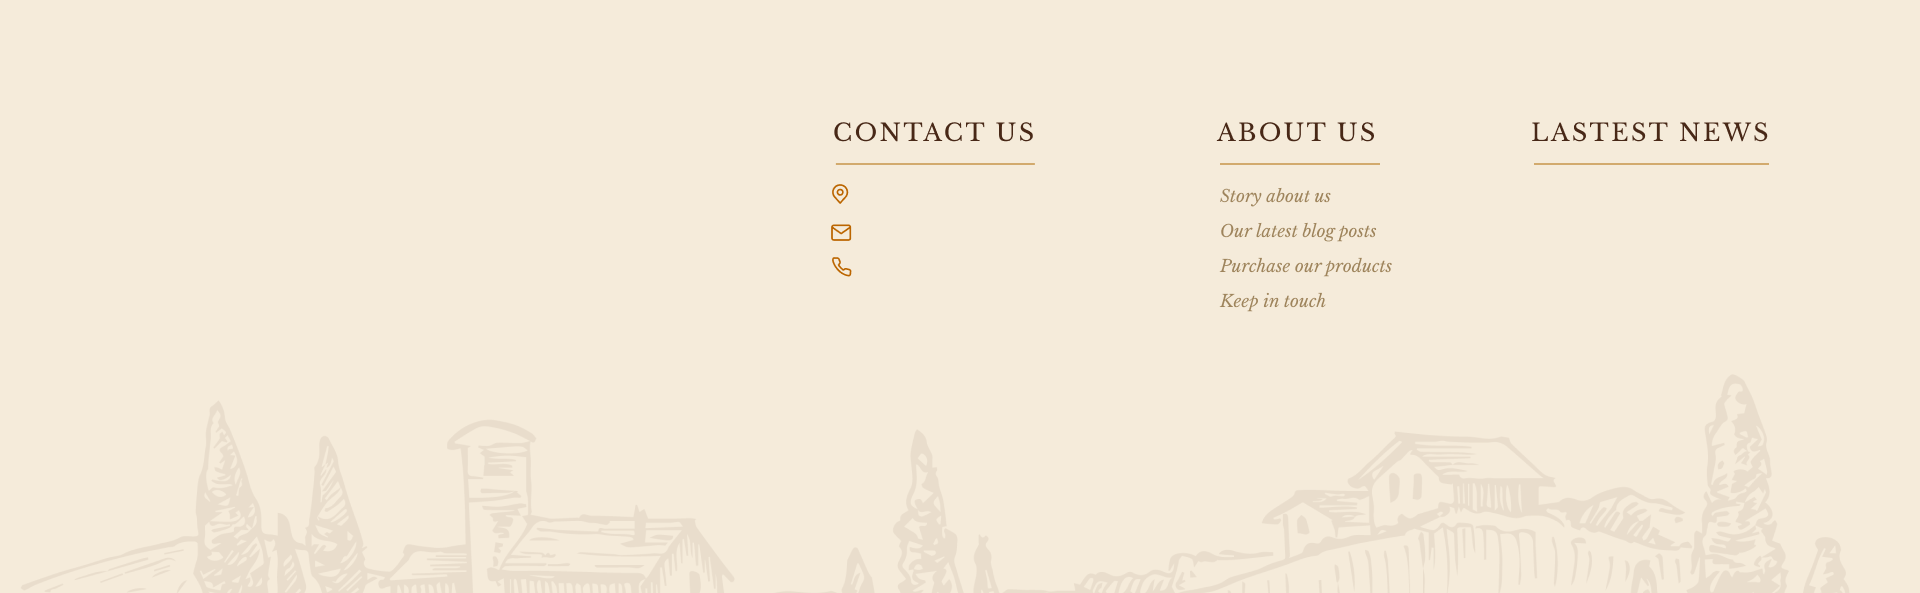 CONTACT US
ABOUT US
Story about us
Our latest blog posts
Purchase our products
Keep in touch
LASTEST NEWS